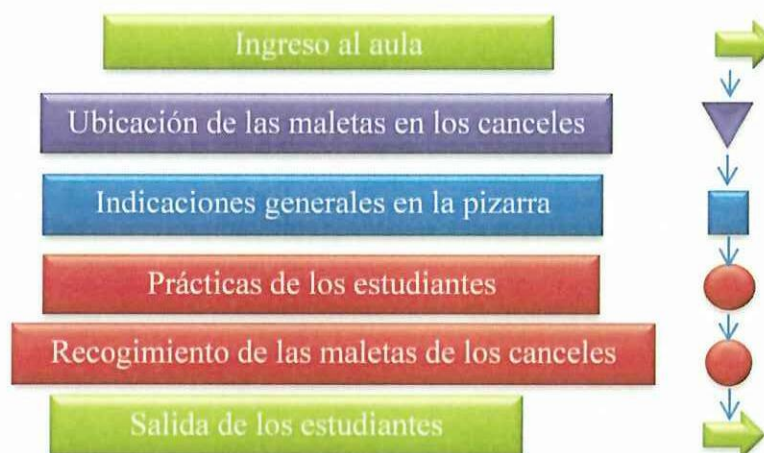 Ingreso al aula
Ubicación de las maletas en los canceles
Indicaciones generales en la pizarra
Prácticas de los estudiantes
Recogimiento de las maletas de los canceles
Salida de los estudiantes